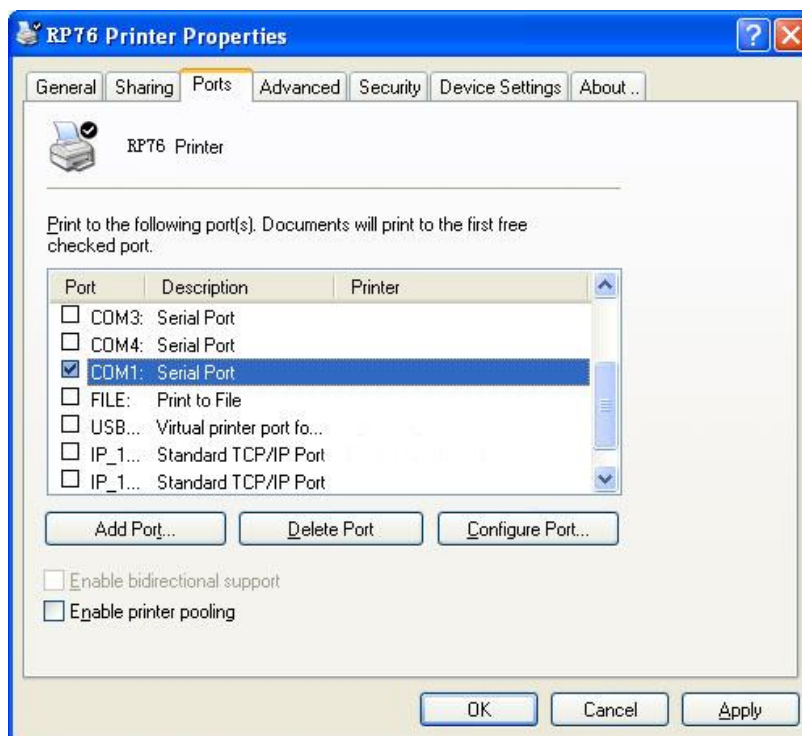 RP76 Printer Properties
General Sharing Ports Advanced Security Device Settings About ..
RP76 Printer
Print to the following port(s). Documents will print to the first free
checked port.
Port Description Printer
COM3: Serial Port
COM4: Serial Port
COM1: Serial Port
FILE: Print to File
USB... Virtual printer port fo...
IP_1... Standard TCP/IP Port
IP_1... Standard TCP/IP Port
Add Port... Delete Port Configure Port...
Enable bidirectional support
Enable printer pooling
OK Cancel Apply